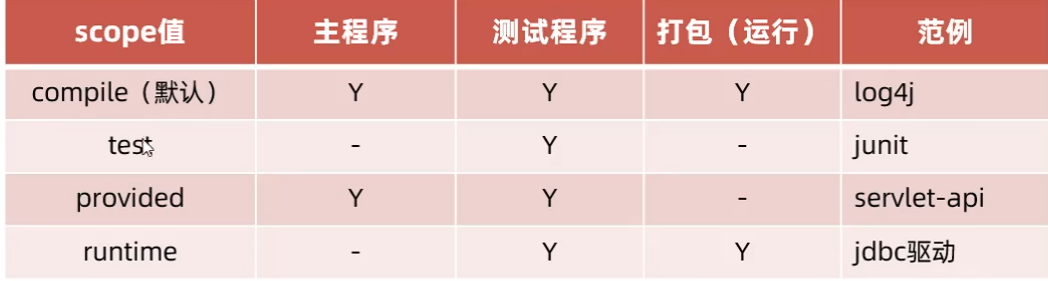 scope值 主程序 测试程序 打包（运行） 范例
compile（默认） Y Y Y log4j
test - Y - junit
provided Y Y - servlet-api
runtime - Y Y jdbc驱动